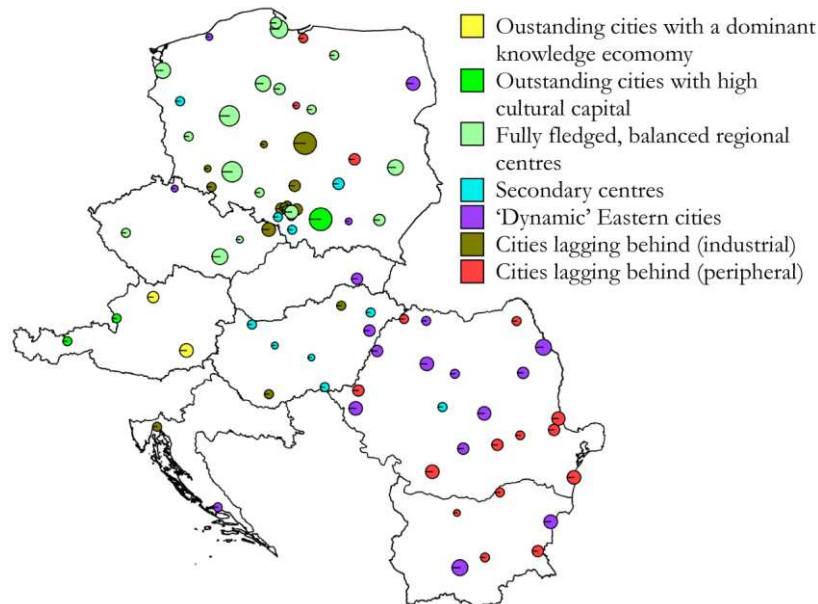 Oustanding cities with a dominant
knowledge ecomomy
Outstanding cities with high
cultural capital
Fully fledged, balanced regional
centres
Secondary centres
‘Dynamic’ Eastern cities
Cities lagging behind (industrial)
Cities lagging behind (peripheral)